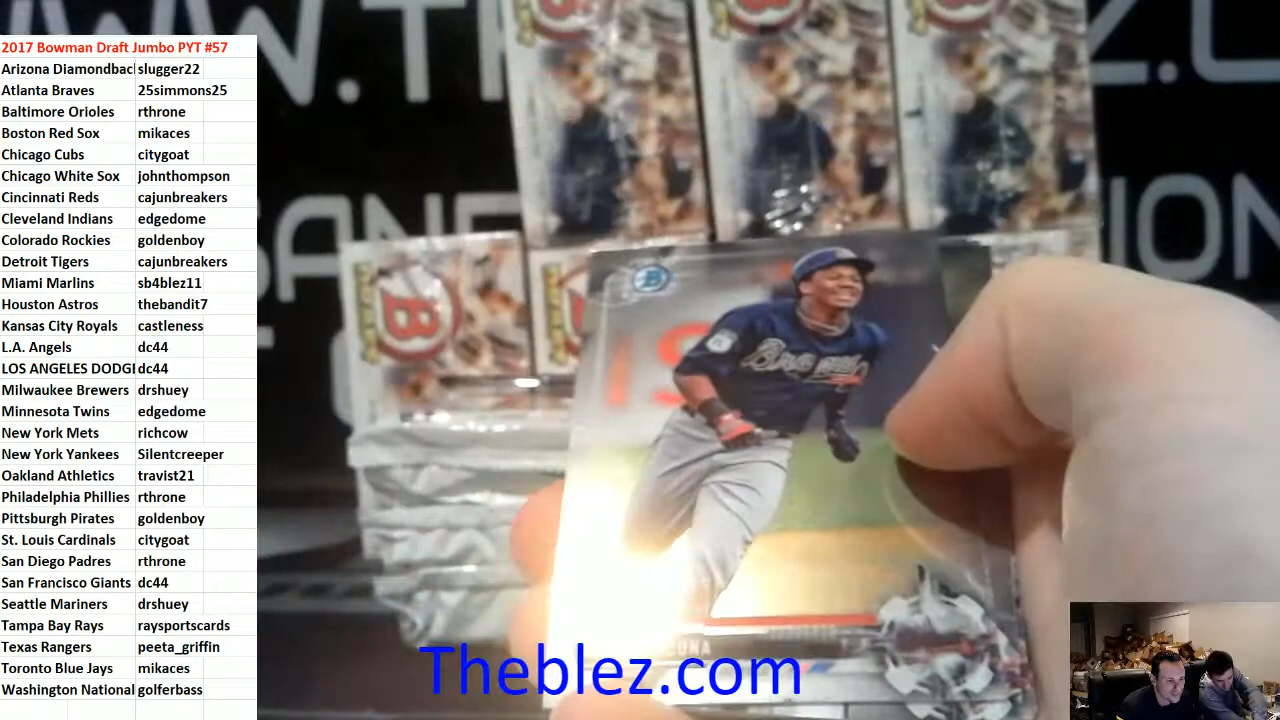 2017 Bowman Draft Jumbo PYT #57
Arizona Diamondbac slugger22
Atlanta Braves 25simmons25
Baltimore Orioles rthrone
Boston Red Sox mikaces
Chicago Cubs citygoat
Chicago White Sox johnthompson
Cincinnati Reds cajunbreakers
Cleveland Indians edgedome
Colorado Rockies goldenboy
Detroit Tigers cajunbreakers
Miami Marlins sb4blez11
Houston Astros thebandit7
Kansas City Royals castleness
L.A. Angels dc44
LOS ANGELES DODG dc44
Milwaukee Brewers drshuey
Minnesota Twins edgedome
New York Mets richcow
New York Yankees Silentcreeper
Oakland Athletics travist21
Philadelphia Phillies rthrone
Pittsburgh Pirates goldenboy
St. Louis Cardinals citygoat
San Diego Padres rthrone
San Francisco Giants dc44
Seattle Mariners drshuey
Tampa Bay Rays raysportscards
Texas Rangers peeta_griffin
Toronto Blue Jays mikaces
Washington National golferbass
B
B
Braves
Theblez.com